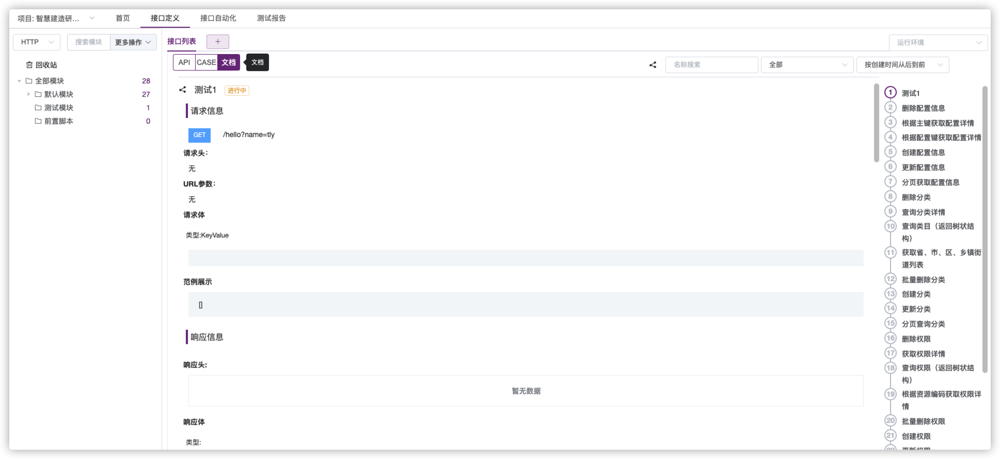 项目: 智慧建造研... 首页 接口定义 接口自动化 测试报告
HTTP 搜索模块 更多操作
回收站
全部模块 28
默认模块 27
测试模块 1
前置脚本 0
接口列表 +
运行环境
API CASE 文档 文档
名称搜索 全部 按创建时间从后到前
测试1 进行中
请求信息
GET /hello?name=tly
请求头：
无
URL参数：
无
请求体
类型:KeyValue
范例展示
[]
响应信息
响应头:
暂无数据
响应体
类型:
1 测试1
2 删除配置信息
3 根据主键获取配置详情
4 根据配置键获取配置详情
5 创建配置信息
6 更新配置信息
7 分页获取配置信息
8 删除分类
9 查询分类详情
10 查询类目（返回树状结
构）
11 获取省、市、区、乡镇街
道列表
12 批量删除分类
13 创建分类
14 更新分类
15 分页查询分类
16 删除权限
17 获取权限详情
18 查询权限（返回树状结
构）
19 根据资源编码获取权限详
情
20 批量删除权限
21 创建权限